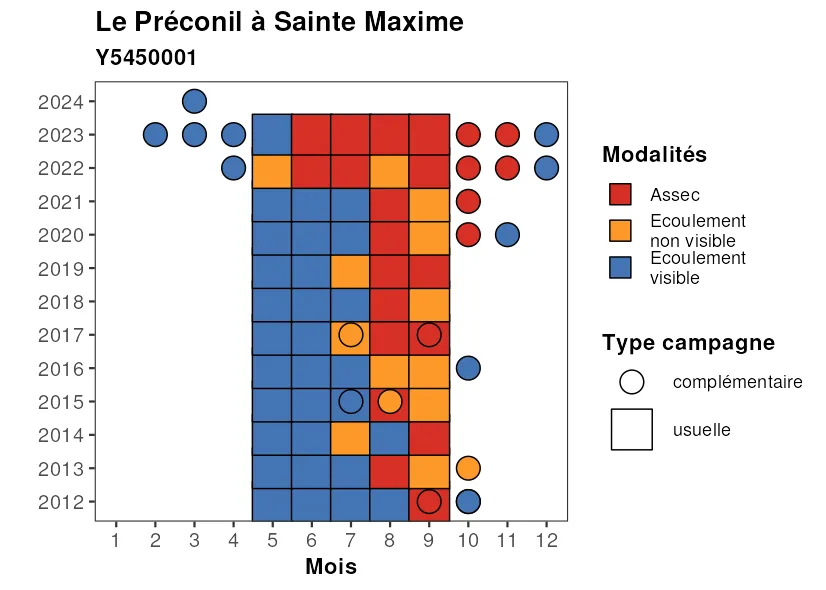 Le Préconil à Sainte Maxime
Y5450001
2024
2023
2022
2021
2020
2019
2018
2017
2016
2015
2014
2013
2012
1 2 3 4 5 6 7 8 9 10 11 12
Mois
Modalités
Assec
Ecoulement
non visible
Ecoulement
visible
Type campagne
complémentaire
usuelle